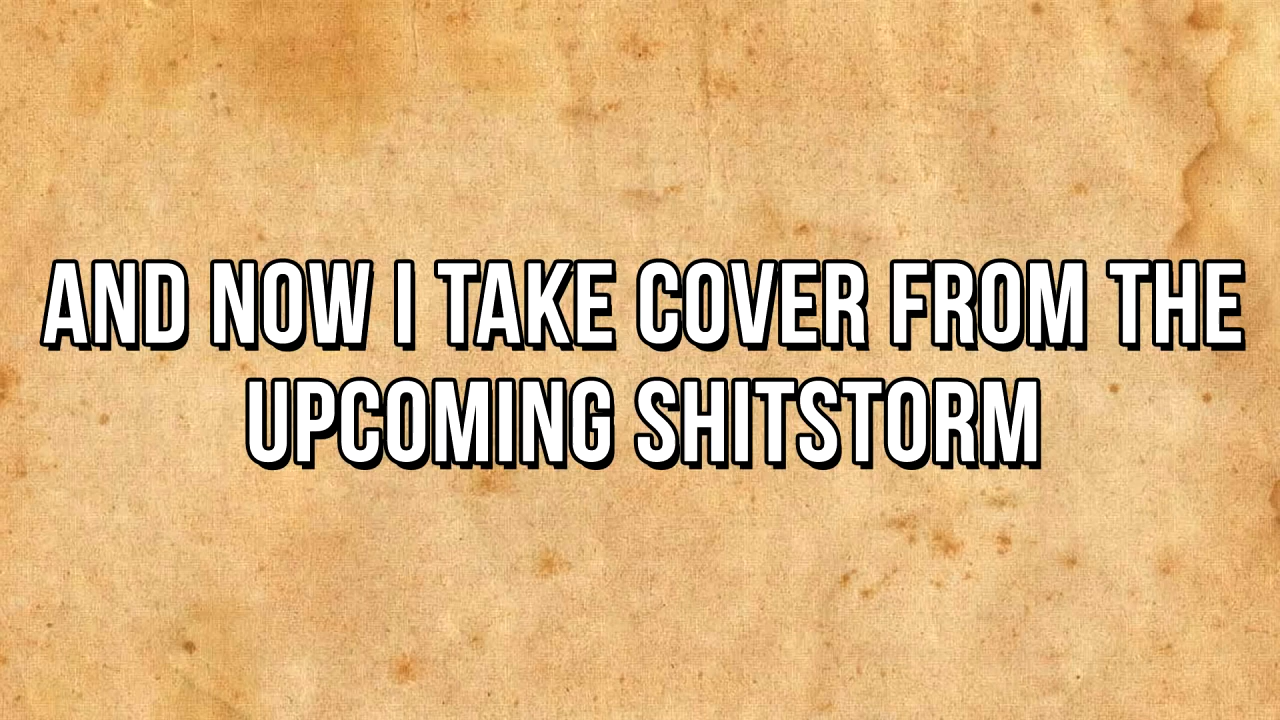 AND NOW I TAKE COVER FROM THE
UPCOMING SHITSTORM